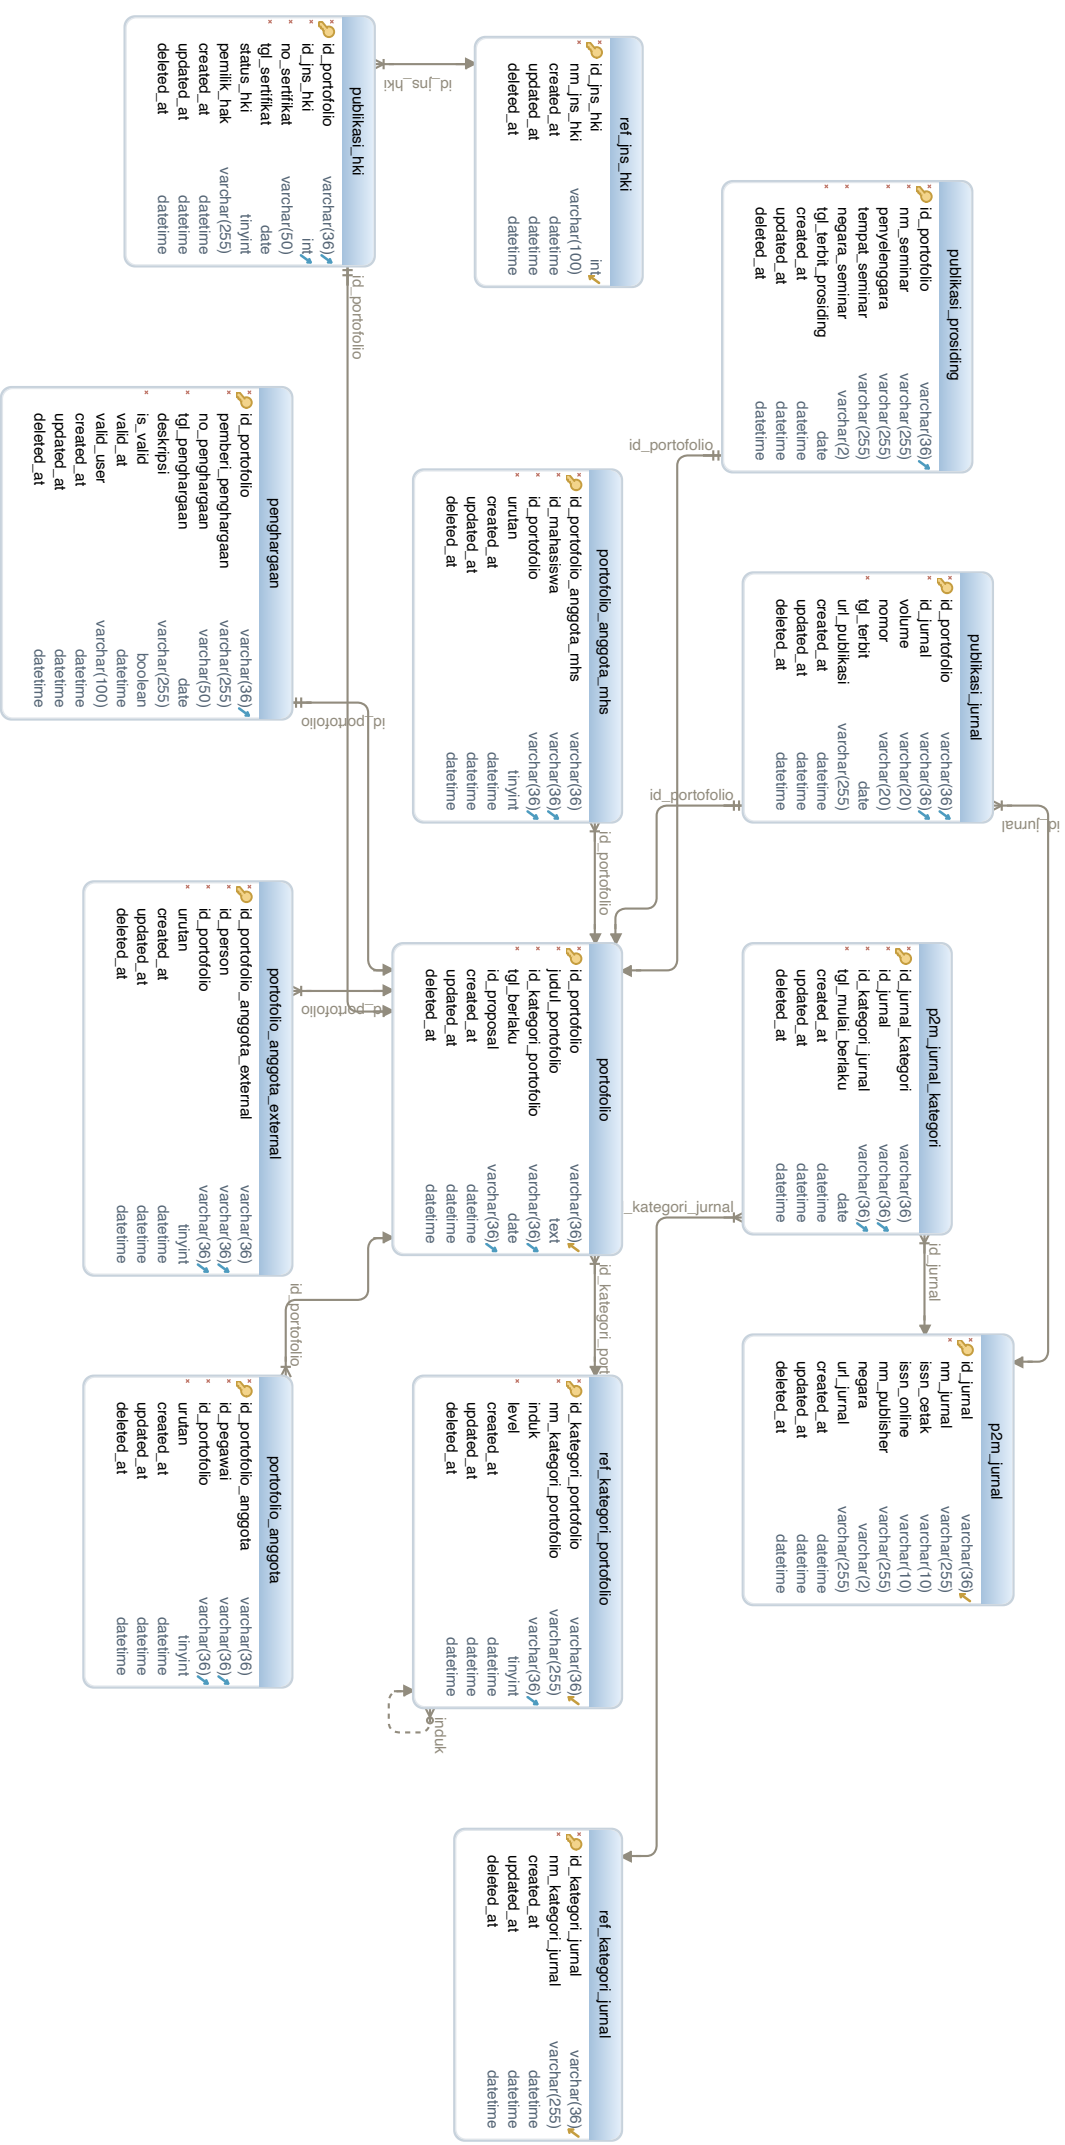 publikasi_hki
id_portofolio varchar(36)
id_jns_hki int
no_sertifikat varchar(50)
tgl_sertifikat date
status_hki tinyint
pemilik_hak varchar(255)
created_at datetime
updated_at datetime
deleted_at datetime
id_jns_hki
id_portofolio
ref_jns_hki
id_jns_hki int
nm_jns_hki varchar(100)
created_at datetime
updated_at datetime
deleted_at datetime
publikasi_prosiding
id_portofolio varchar(36)
nm_seminar varchar(255)
penyelenggara varchar(255)
tempat_seminar varchar(255)
negara_seminar varchar(2)
tgl_terbit_prosiding date
created_at datetime
updated_at datetime
deleted_at datetime
id_portofolio
penghargaan
id_portofolio varchar(36)
pemberi_penghargaan varchar(255)
no_penghargaan varchar(50)
tgl_penghargaan date
deskripsi varchar(255)
is_valid boolean
valid_at datetime
valid_user varchar(100)
created_at datetime
updated_at datetime
deleted_at datetime
id_portofolio
portofolio_anggota_mhs
id_portofolio_anggota_mhs varchar(36)
id_mahasiswa varchar(36)
id_portofolio varchar(36)
urutan tinyint
created_at datetime
updated_at datetime
deleted_at datetime
id_portofolio
publikasi_jurnal
id_portofolio varchar(36)
id_jurnal varchar(36)
volume varchar(20)
nomor varchar(20)
tgl_terbit date
url_publikasi varchar(255)
created_at datetime
updated_at datetime
deleted_at datetime
id_portofolio
id_jurnal
portofolio_anggota_external
id_portofolio_anggota_external varchar(36)
id_person varchar(36)
id_portofolio varchar(36)
urutan tinyint
created_at datetime
updated_at datetime
deleted_at datetime
id_portofolio
portofolio
id_portofolio varchar(36)
judul_portofolio text
id_kategori_portofolio varchar(36)
tgl_berlaku date
id_proposal varchar(36)
created_at datetime
updated_at datetime
deleted_at datetime
id_kategori_port
p2m_jurnal_kategori
id_jurnal_kategori varchar(36)
id_jurnal varchar(36)
id_kategori_jurnal varchar(36)
tgl_mulai_berlaku date
created_at datetime
updated_at datetime
deleted_at datetime
_kategori_jurnal
id_jurnal
portofolio_anggota
id_portofolio_anggota varchar(36)
id_pegawai varchar(36)
id_portofolio varchar(36)
urutan tinyint
created_at datetime
updated_at datetime
deleted_at datetime
id_portofolio
ref_kategori_portofolio
id_kategori_portofolio varchar(36)
nm_kategori_portofolio varchar(255)
induk varchar(36)
level tinyint
created_at datetime
updated_at datetime
deleted_at datetime
induk
p2m_jurnal
id_jurnal varchar(36)
nm_jurnal varchar(255)
issn_cetak varchar(10)
issn_online varchar(10)
nm_publisher varchar(255)
negara varchar(2)
url_jurnal varchar(255)
created_at datetime
updated_at datetime
deleted_at datetime
ref_kategori_jurnal
id_kategori_jurnal varchar(36)
nm_kategori_jurnal varchar(255)
created_at datetime
updated_at datetime
deleted_at datetime